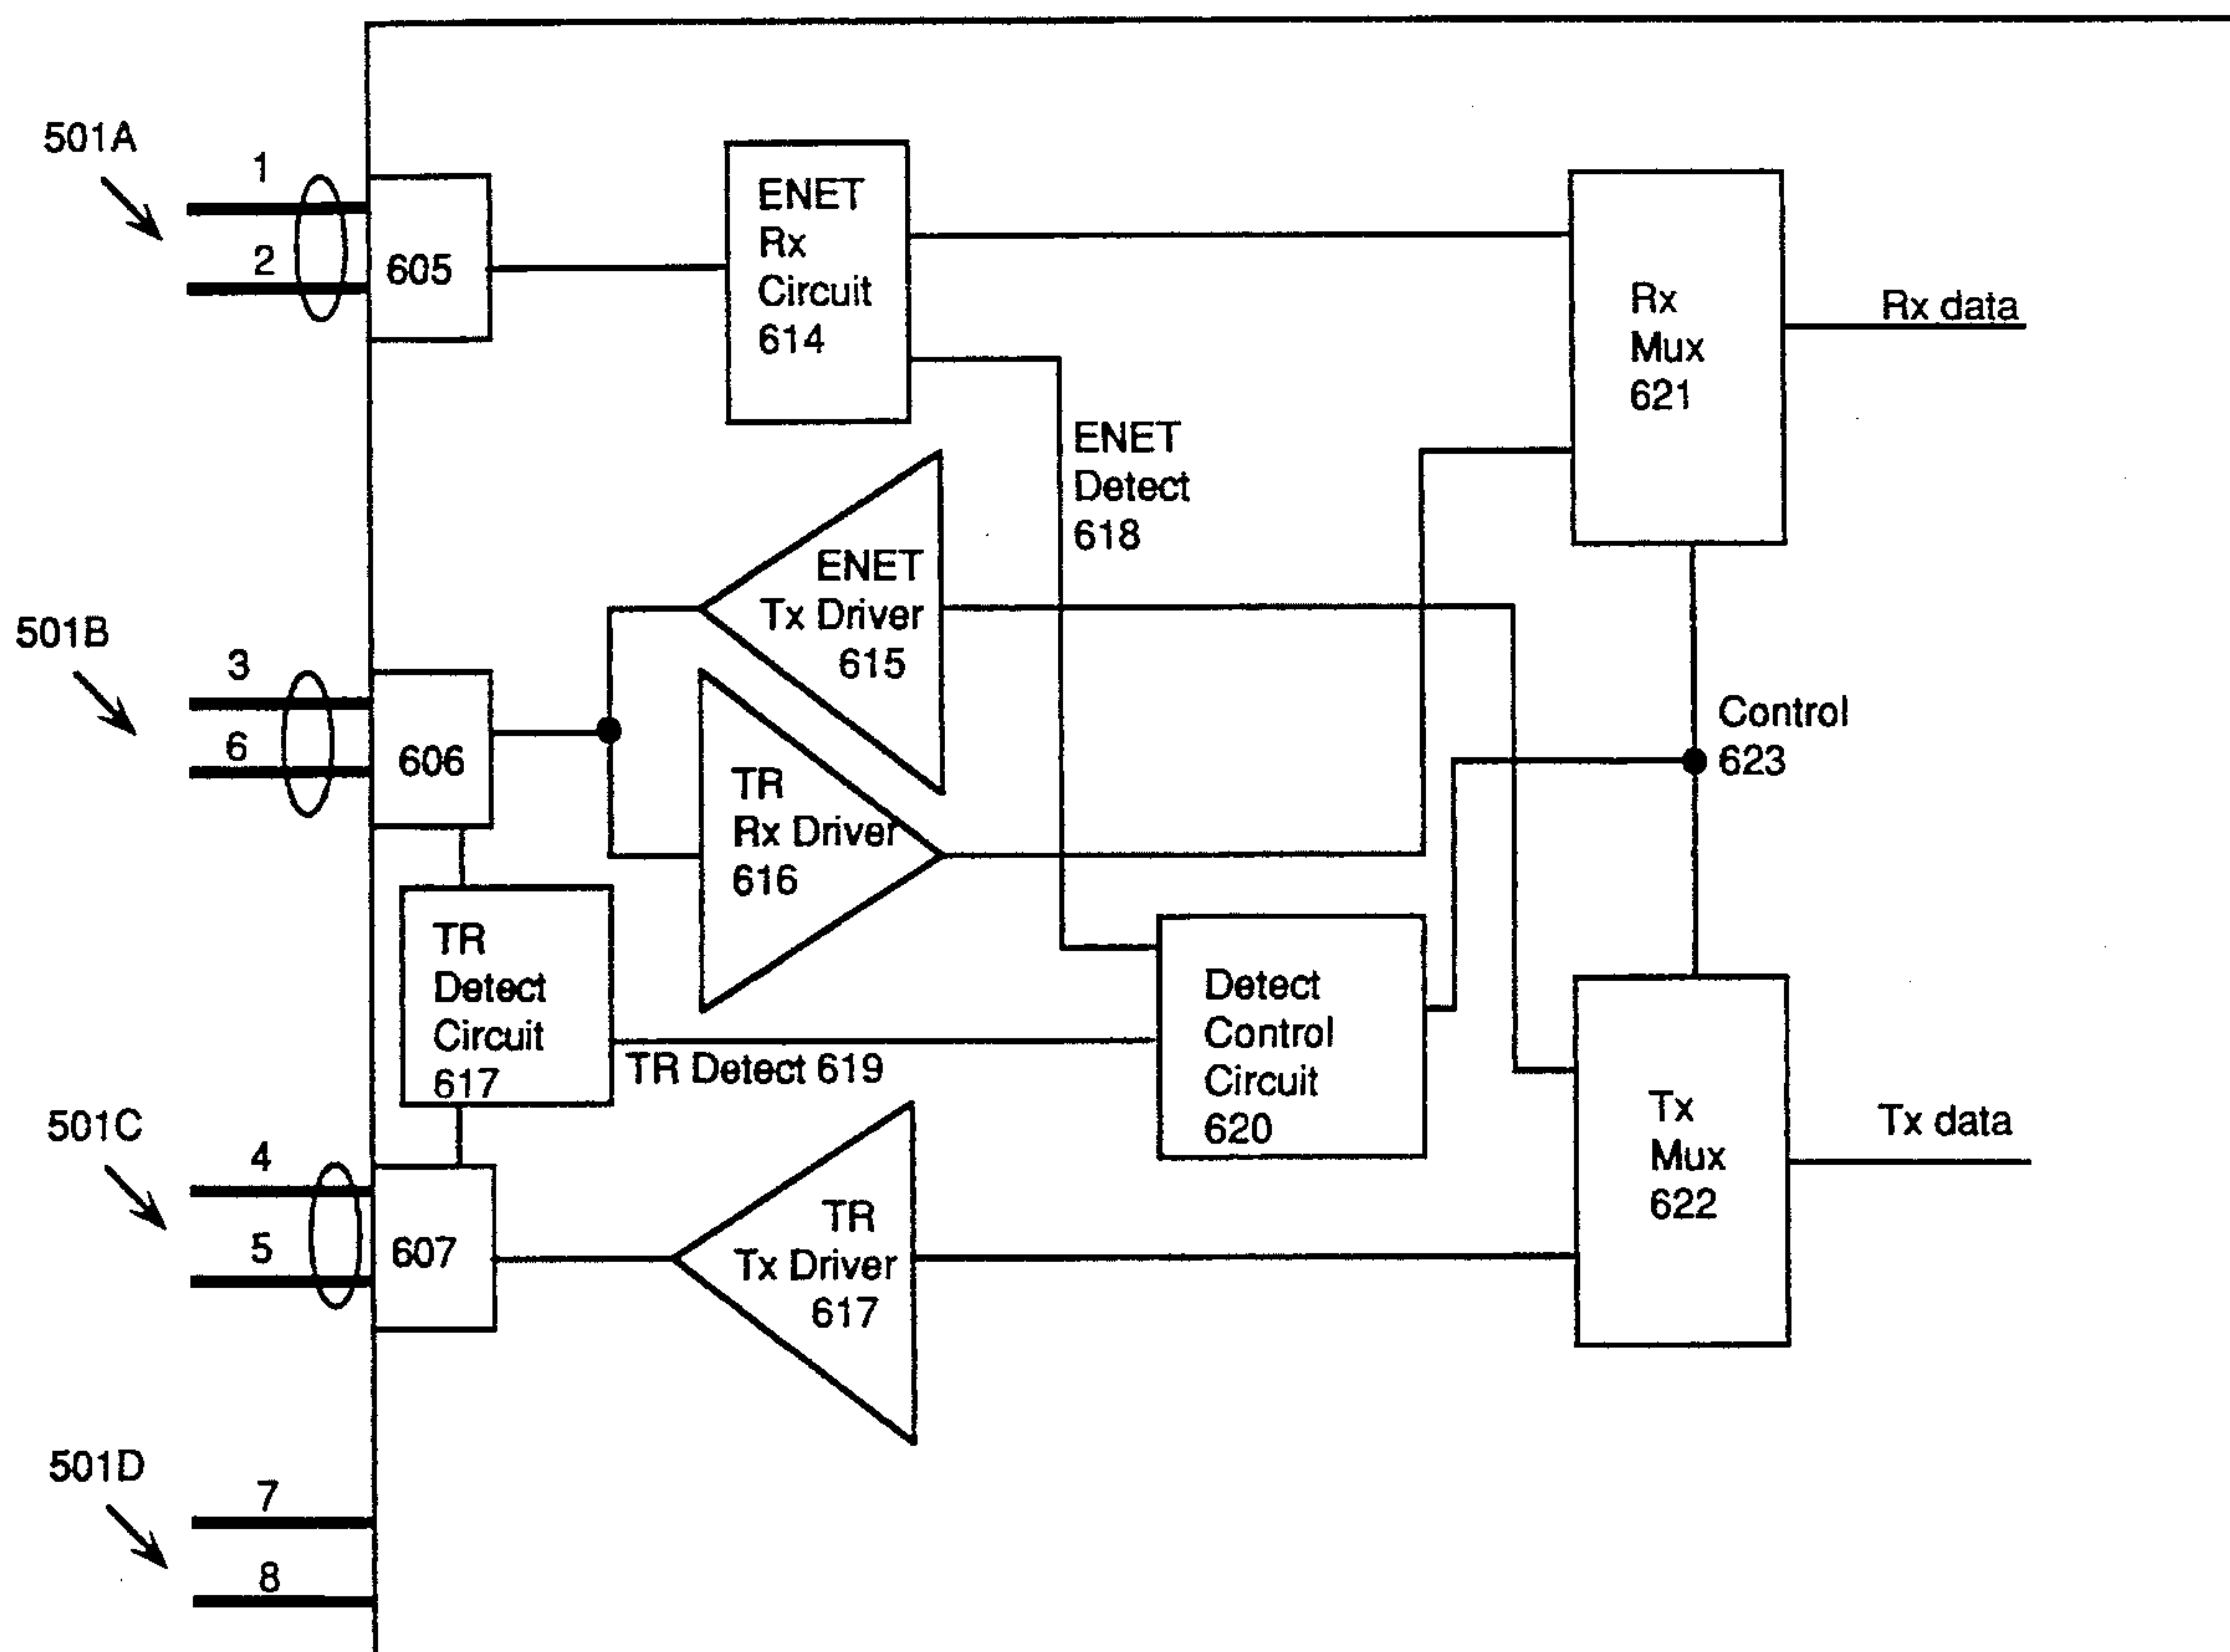 501A
1
2
605
ENET
Rx
Circuit
614
Rx
Mux
621
Rx data
ENET
Detect
618
ENET
Tx Driver
615
501B
3
6
606
TR
Rx Driver
616
Control
623
TR
Detect
Circuit
617
TR Detect 619
Detect
Control
Circuit
620
Tx
Mux
622
Tx data
501C
4
5
607
TR
Tx Driver
617
501D
7
8